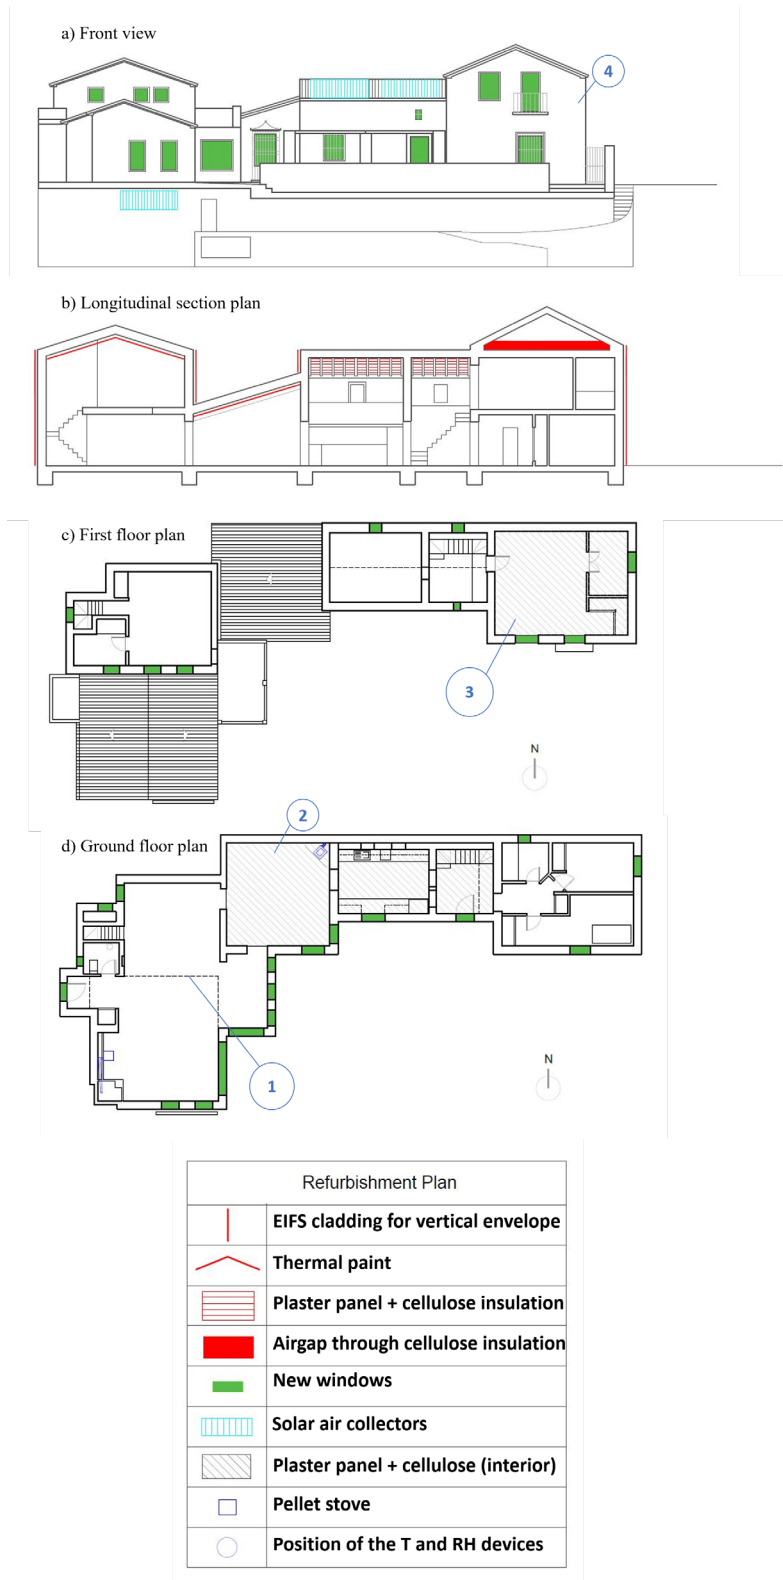 a) Front view
4
b) Longitudinal section plan
c) First floor plan
3
N
2
d) Ground floor plan
N
1
Refurbishment Plan
EIFS cladding for vertical envelope
Thermal paint
Plaster panel + cellulose insulation
Airgap through cellulose insulation
New windows
Solar air collectors
Plaster panel + cellulose (interior)
Pellet stove
Position of the T and RH devices